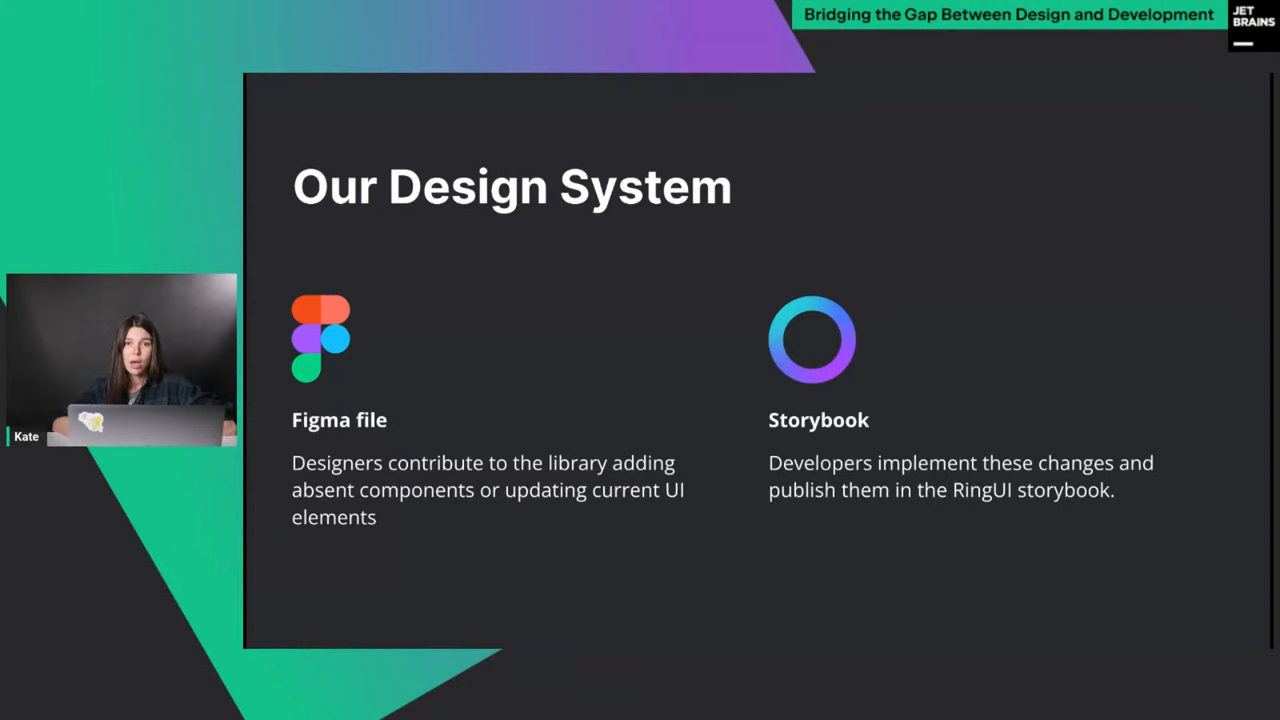 Bridging the Gap Between Design and Development
JET
BRAINS
Our Design System
Figma file
Designers contribute to the library adding
absent components or updating current UI
elements
Storybook
Developers implement these changes and
publish them in the RingUI storybook.
Kate